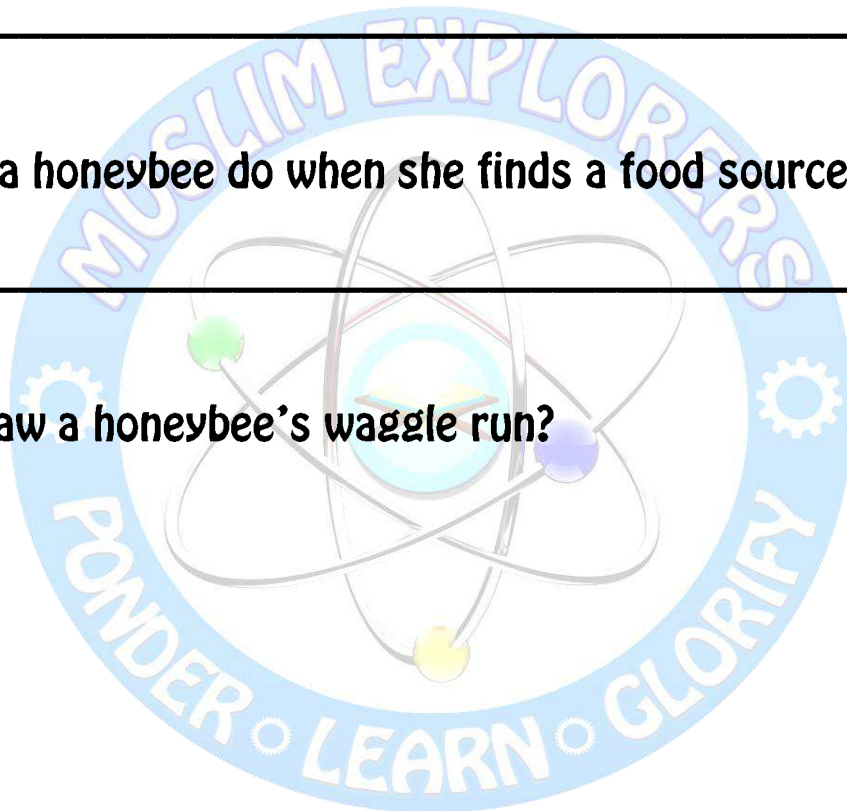 MUSLIM EXPLORERS
a honeybee do when she finds a food source
aw a honeybee's waggle run?
PONDER • LEARN • GLORIFY